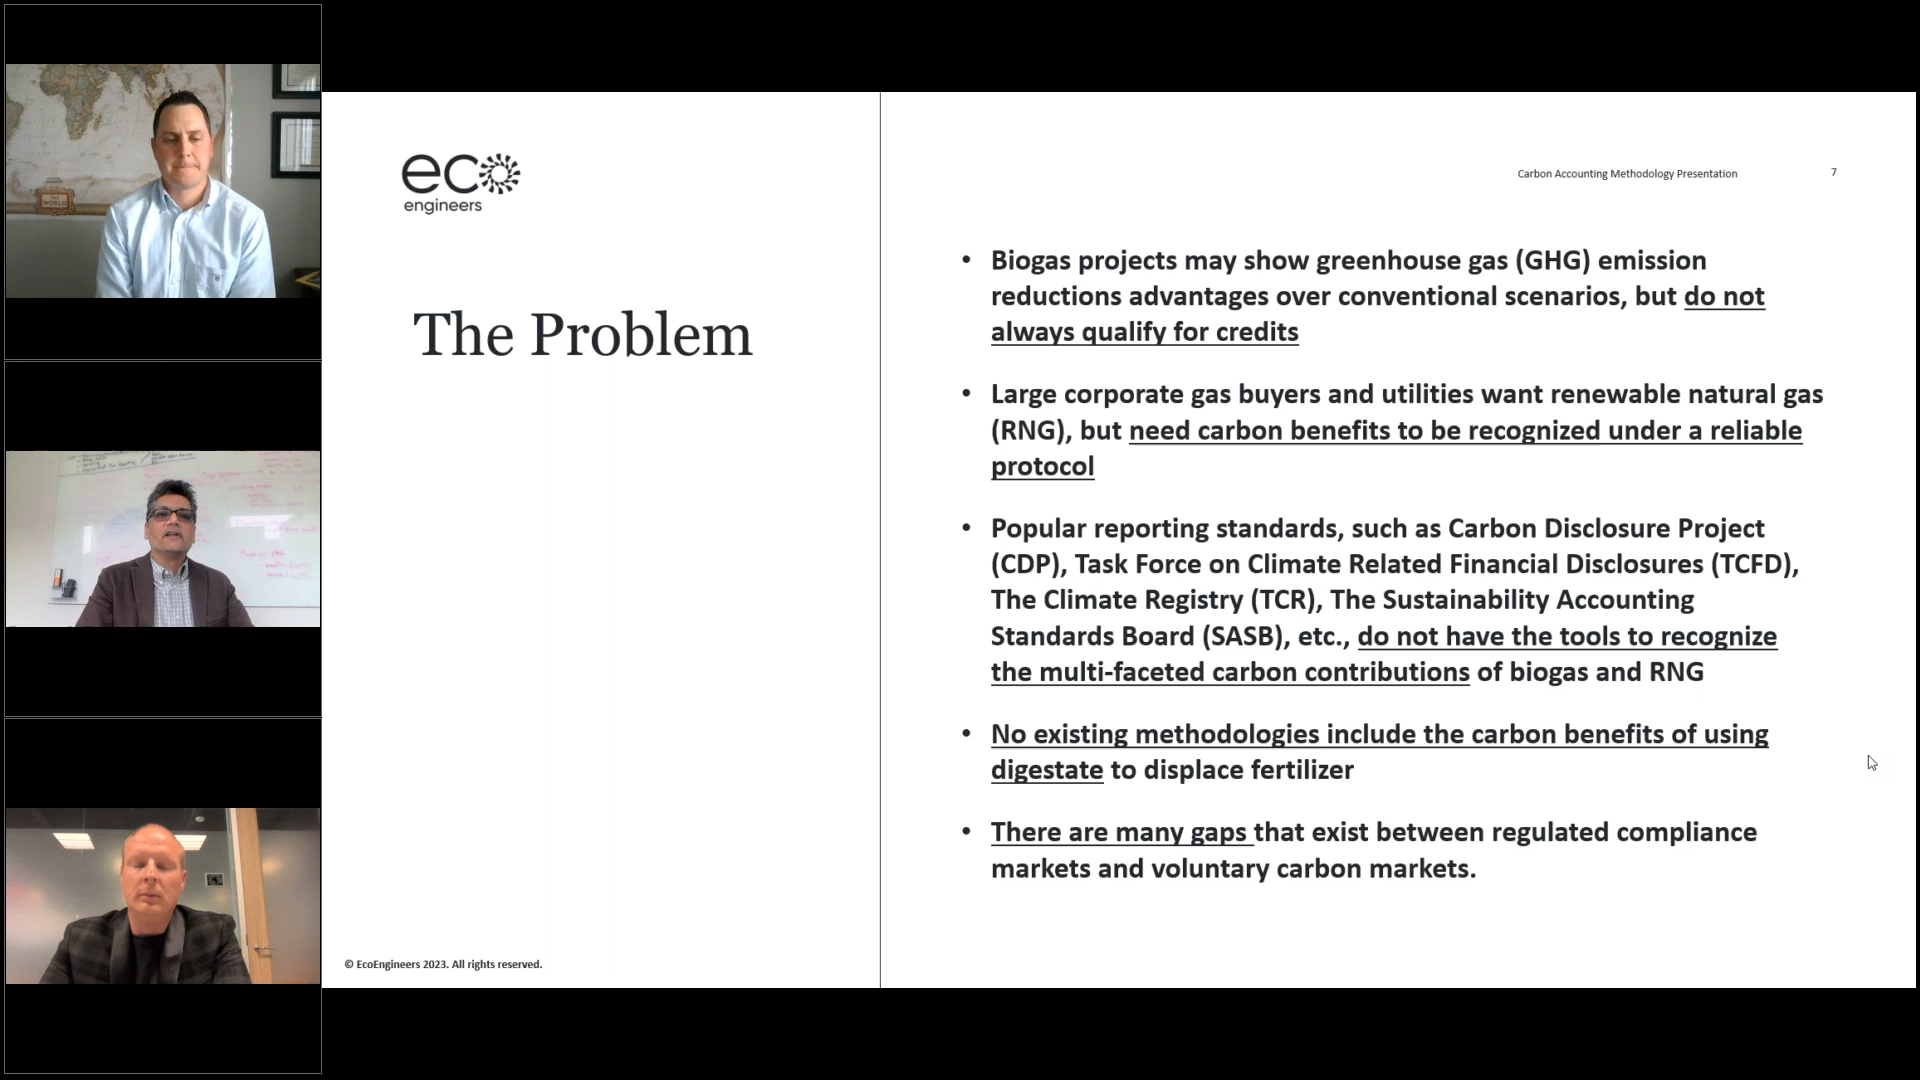 THE
WORLD
eco
engineers
The Problem
Carbon Accounting Methodology Presentation
7
• Biogas projects may show greenhouse gas (GHG) emission
reductions advantages over conventional scenarios, but do not
always qualify for credits
• Large corporate gas buyers and utilities want renewable natural gas
(RNG), but need carbon benefits to be recognized under a reliable
protocol
• Popular reporting standards, such as Carbon Disclosure Project
(CDP), Task Force on Climate Related Financial Disclosures (TCFD),
The Climate Registry (TCR), The Sustainability Accounting
Standards Board (SASB), etc., do not have the tools to recognize
the multi-faceted carbon contributions of biogas and RNG
• No existing methodologies include the carbon benefits of using
digestate to displace fertilizer
• There are many gaps that exist between regulated compliance
markets and voluntary carbon markets.
© EcoEngineers 2023. All rights reserved.